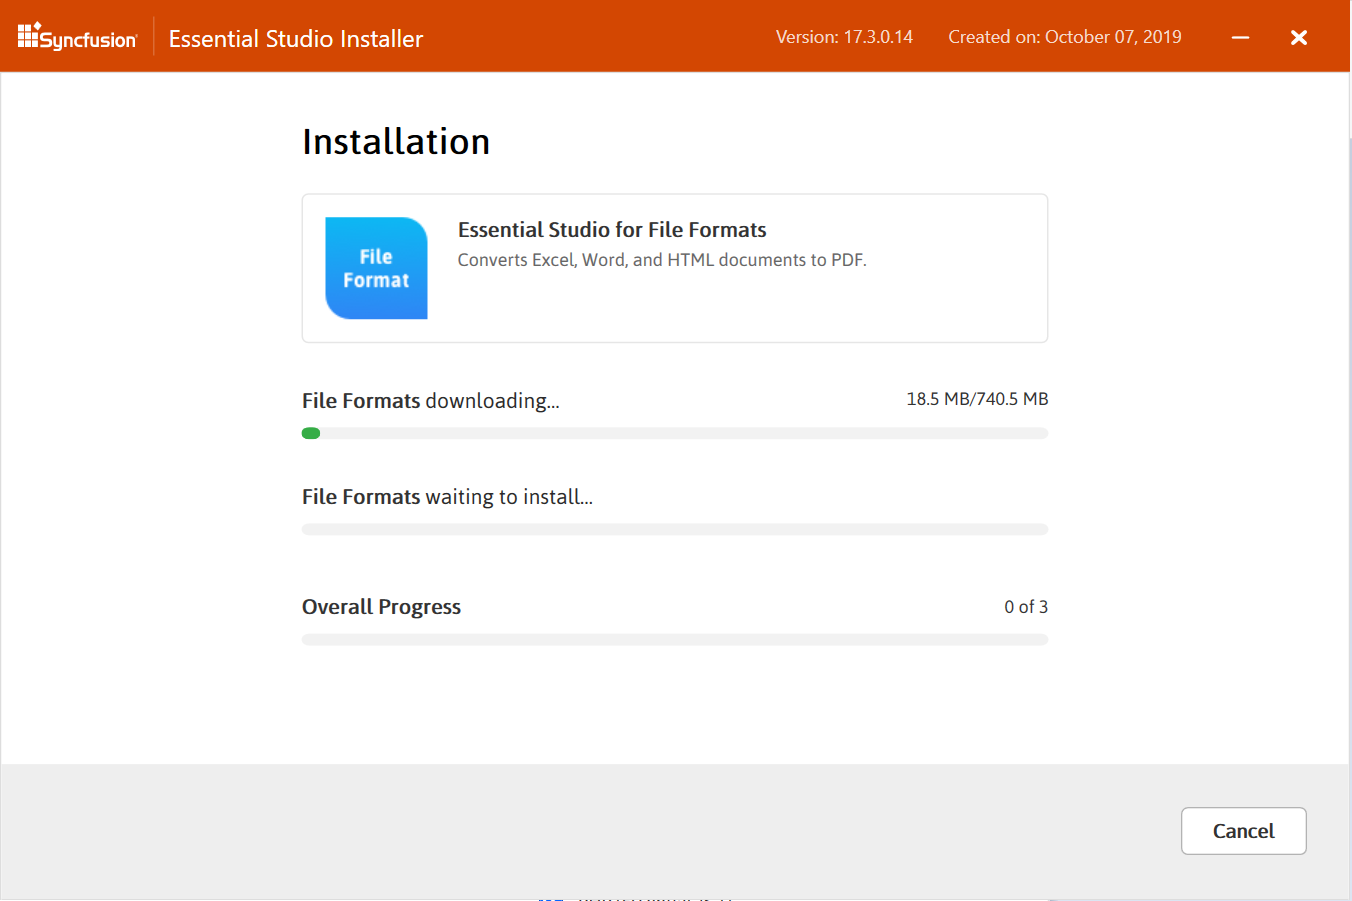 Syncfusion
Essential Studio Installer
Version: 17.3.0.14
Created on: October 07, 2019
Installation
File
Format
Essential Studio for File Formats
Converts Excel, Word, and HTML documents to PDF.
File Formats downloading...
18.5 MB/740.5 MB
File Formats waiting to install...
Overall Progress
0 of 3
Cancel